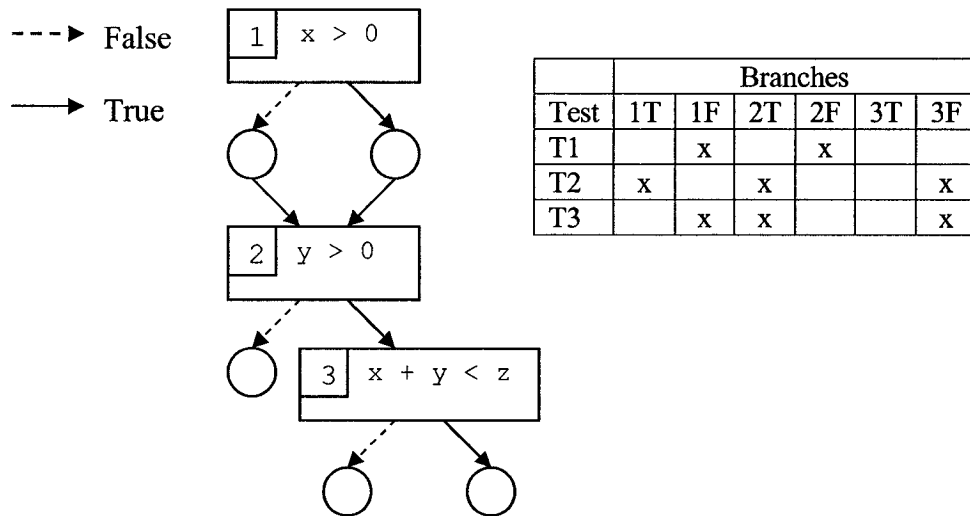 False
True
1 x > 0
2 y > 0
3 x + y < z
Branches
Test 1T 1F 2T 2F 3T 3F
T1 x x
T2 x x x
T3 x x x